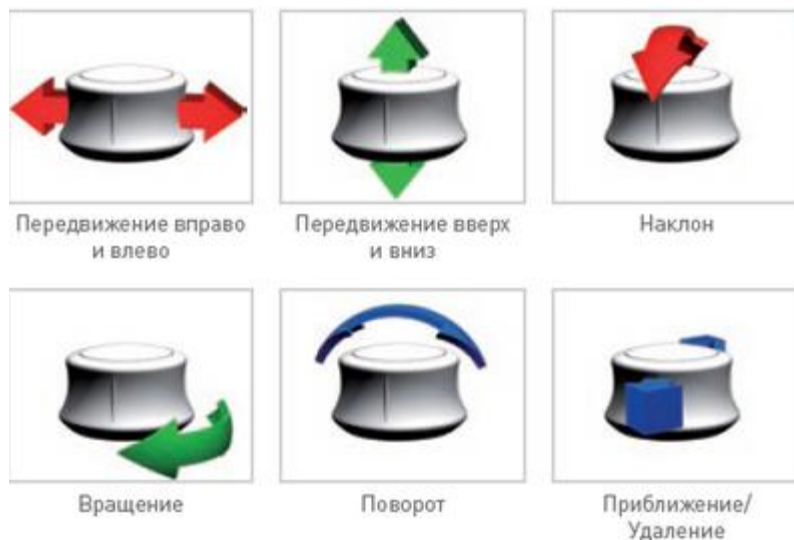 Передвижение вправо
и влево
Передвижение вверх
и вниз
Наклон
Вращение
Поворот
Приближение/
Удаление